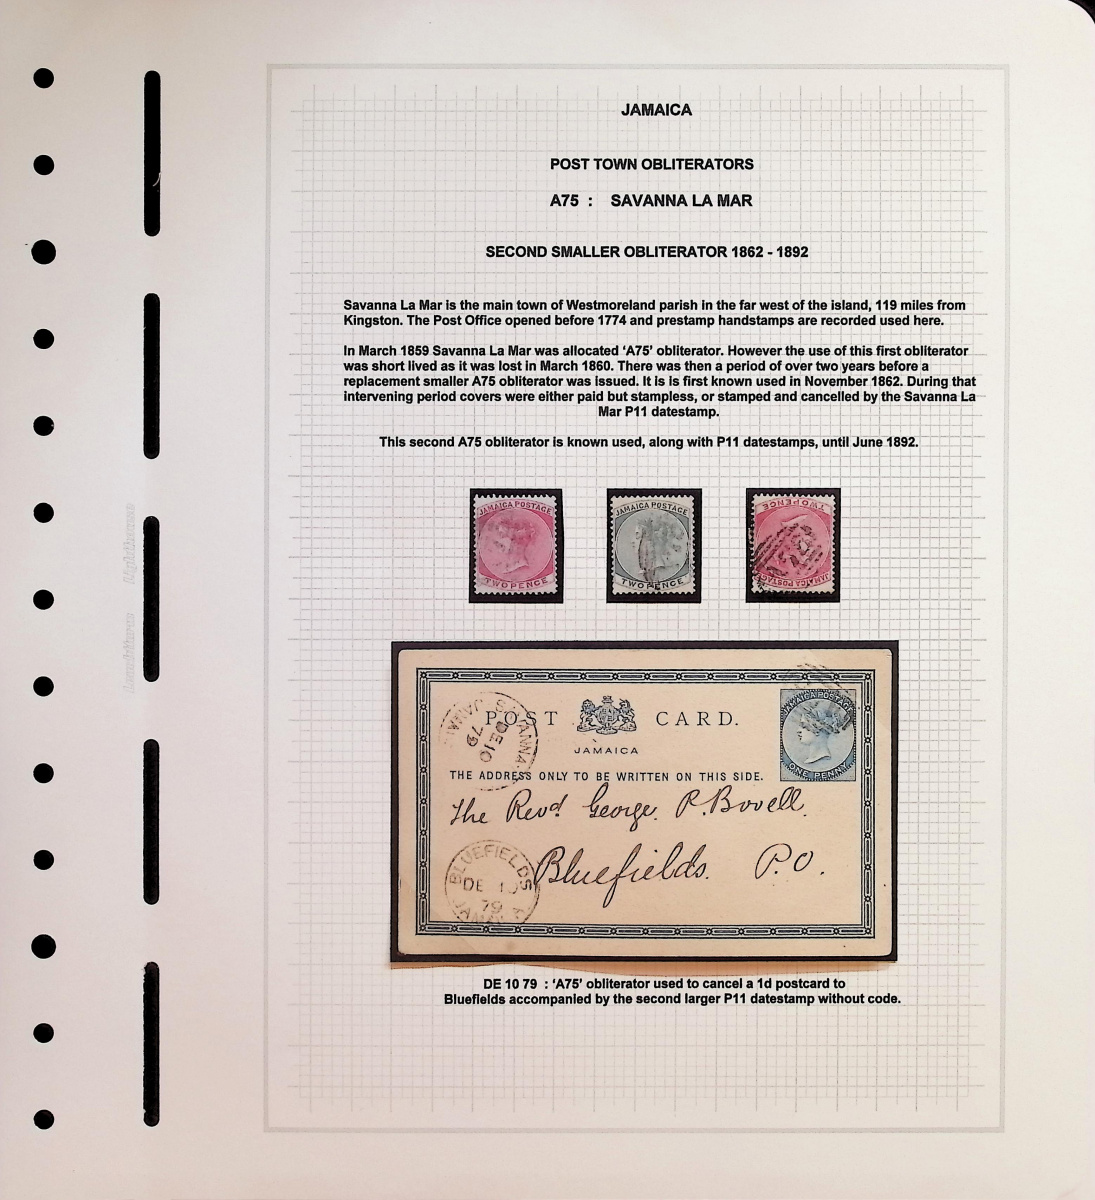 JAMAICA
POST TOWN OBLITERATORS
A75 : SAVANNA LA MAR
SECOND SMALLER OBLITERATOR 1862 - 1892
Savanna La Mar is the main town of Westmoreland parish in the far west of the island, 119 miles from
Kingston. The Post Office opened before 1774 and prestamp handstamps are recorded used here.
In March 1859 Savanna La Mar was allocated ‘A75’ obliterator. However the use of this first obliterator
was short lived as it was lost in March 1860. There was then a period of over two years before a
replacement smaller A75 obliterator was issued. It is is first known used in November 1862. During that
intervening period covers were either paid but stampless, or stamped and cancelled by the Savanna La
Mar P11 datestamp.
This second A75 obliterator is known used, along with P11 datestamps, until June 1892.
JAMAICA POSTAGE
TWO PENCE
JAMAICA POSTAGE
TWO PENCE
JAMAICA POSTAGE
TWO PENCE
POST CARD.
JAMAICA
THE ADDRESS ONLY TO BE WRITTEN ON THIS SIDE.
JAMAICA POSTAGE
ONE PENNY
SAVANNA
JAMAI
DE 10
79
The Revd. George P. Bovell.
Bluefields. P.O.
BLUEFIELDS
DE 10
79
JAMAICA
DE 10 79 : ‘A75’ obliterator used to cancel a 1d postcard to
Bluefields accompanied by the second larger P11 datestamp without code.